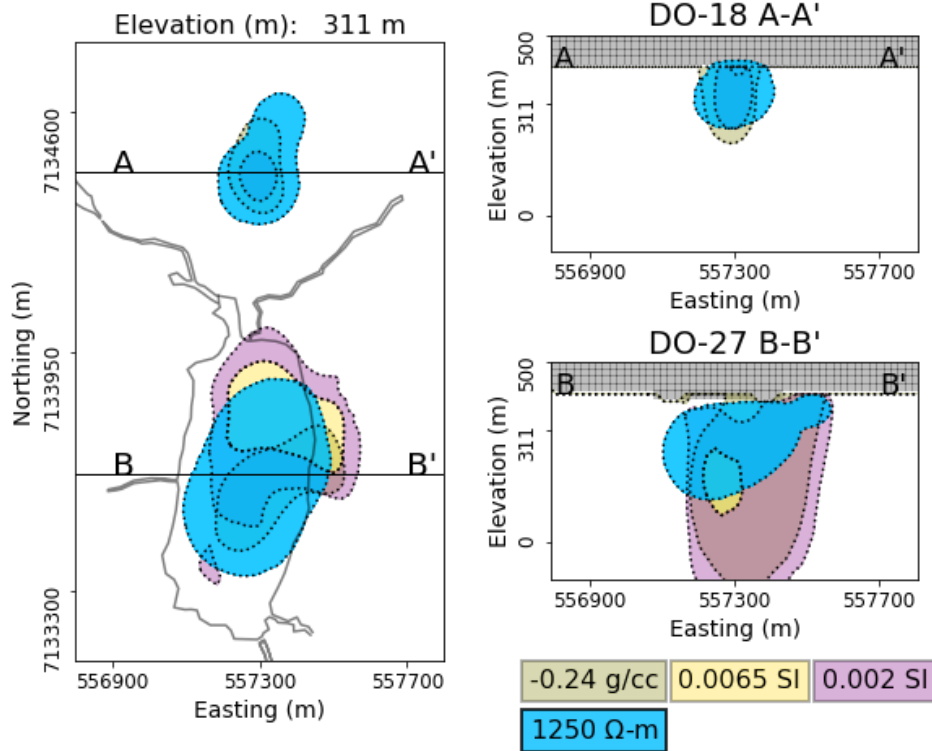 Elevation (m):   311 m
7134600
7133950
7133300
Northing (m)
A
A'
B
B'
556900
557300
557700
Easting (m)
DO-18 A-A'
500
311
0
Elevation (m)
A
A'
556900
557300
557700
Easting (m)
DO-27 B-B'
500
311
0
Elevation (m)
B
B'
556900
557300
557700
Easting (m)
-0.24 g/cc
0.0065 SI
0.002 SI
1250 Ω-m